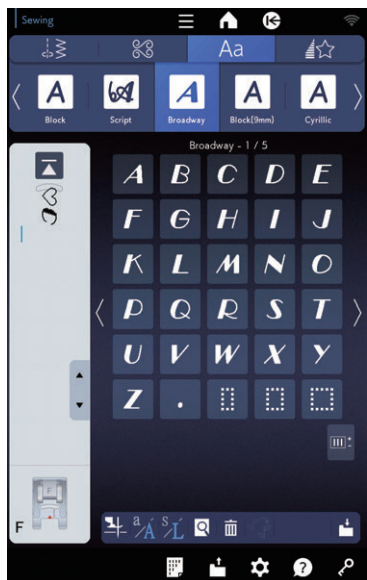 Sewing
Aa
A A A A A
Block Script Broadway Block(9mm) Cyrillic
Broadway - 1 / 5
A B C D E
F G H I J
K L M N O
P Q R S T
U V W X Y
Z .
C
F
a/A S/L
?